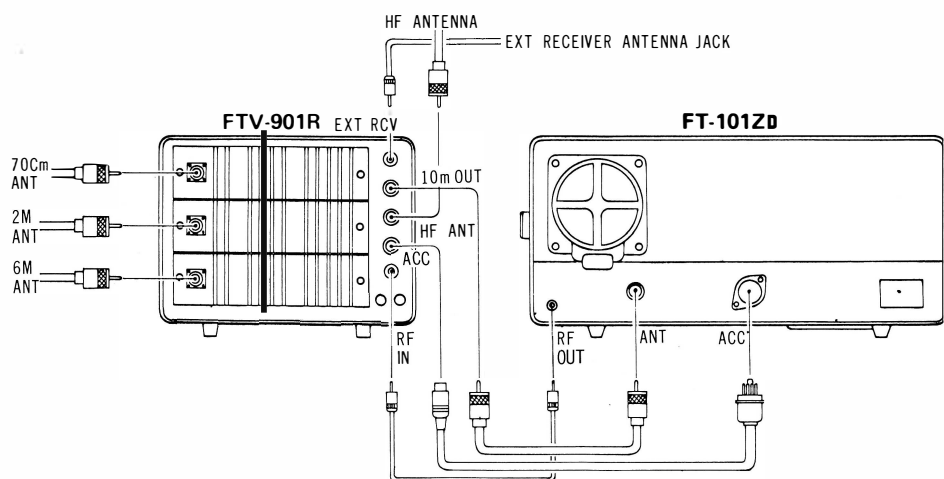 HF ANTENNA
EXT RECEIVER ANTENNA JACK
FTV-901R
EXT RCV
FT-101ZD
70Cm
ANT
10m OUT
2M
ANT
HF ANT
ACC
6M
ANT
RF
IN
RF
OUT
ANT
ACC